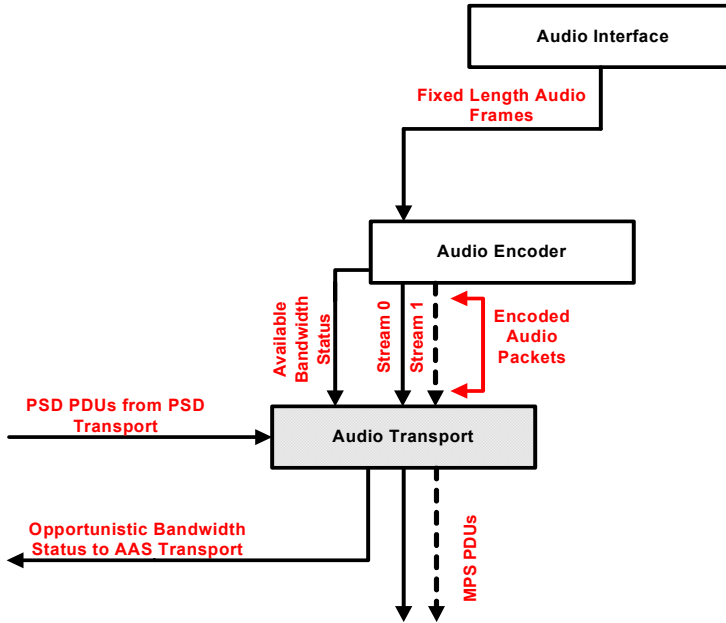 Audio Interface
Fixed Length Audio
Frames
Audio Encoder
Available
Bandwidth
Status
Stream 0
Stream 1
Encoded
Audio
Packets
PSD PDUs from PSD
Transport
Audio Transport
Opportunistic Bandwidth
Status to AAS Transport
MPS PDUs